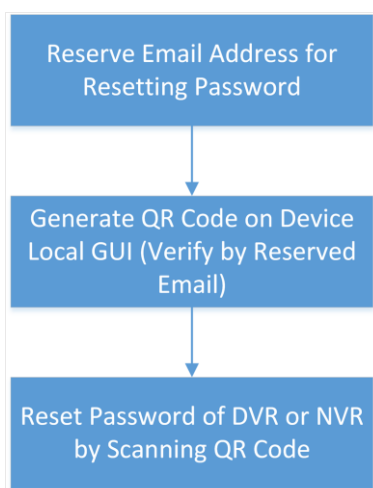 Reserve Email Address for
Resetting Password
Generate QR Code on Device
Local GUI (Verify by Reserved
Email)
Reset Password of DVR or NVR
by Scanning QR Code